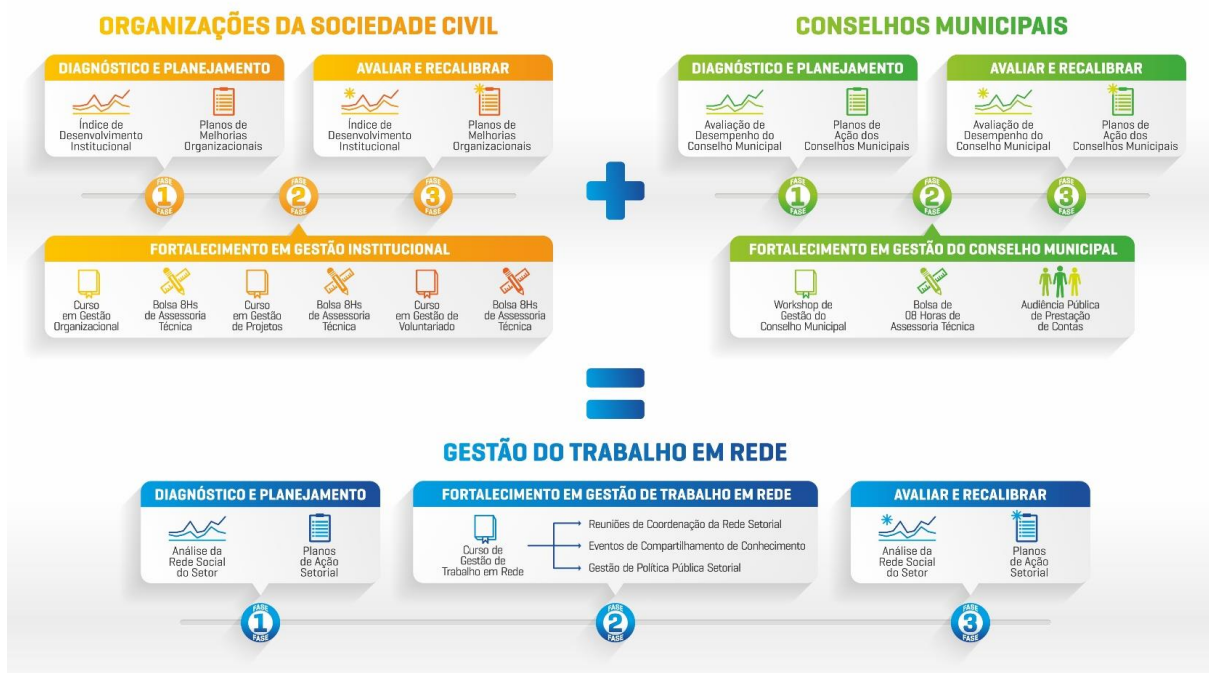 ORGANIZAÇÕES DA SOCIEDADE CIVIL
DIAGNÓSTICO E PLANEJAMENTO
Índice de
Desenvolvimento
Institucional
Planos de
Melhorias
Organizacionais
AVALIAR E RECALIBRAR
Índice de
Desenvolvimento
Institucional
Planos de
Melhorias
Organizacionais
FASE
1
FASE
FASE
2
FASE
FASE
3
FASE
FORTALECIMENTO EM GESTÃO INSTITUCIONAL
Curso
em Gestão
Organizacional
Bolsa 8Hs
de Assessoria
Técnica
Curso
em Gestão
de Projetos
Bolsa 8Hs
de Assessoria
Técnica
Curso
em Gestão de
Voluntariado
Bolsa 8Hs
de Assessoria
Técnica
CONSELHOS MUNICIPAIS
DIAGNÓSTICO E PLANEJAMENTO
Avaliação de
Desempenho do
Conselho Municipal
Planos de
Ação dos
Conselhos Municipais
AVALIAR E RECALIBRAR
Avaliação de
Desempenho do
Conselho Municipal
Planos de
Ação dos
Conselhos Municipais
FASE
1
FASE
FASE
2
FASE
FASE
3
FASE
FORTALECIMENTO EM GESTÃO DO CONSELHO MUNICIPAL
Workshop de
Gestão do
Conselho Municipal
Bolsa de
08 Horas de
Assessoria Técnica
Audiência Pública
de Prestação
de Contas
GESTÃO DO TRABALHO EM REDE
DIAGNÓSTICO E PLANEJAMENTO
Análise da
Rede Social
do Setor
Planos
de Ação
Setorial
FORTALECIMENTO EM GESTÃO DE TRABALHO EM REDE
Curso de
Gestão de
Trabalho em Rede
Reuniões de Coordenação da Rede Setorial
Eventos de Compartilhamento de Conhecimento
Gestão de Política Pública Setorial
AVALIAR E RECALIBRAR
Análise da
Rede Social
do Setor
Planos
de Ação
Setorial
FASE
1
FASE
FASE
2
FASE
FASE
3
FASE